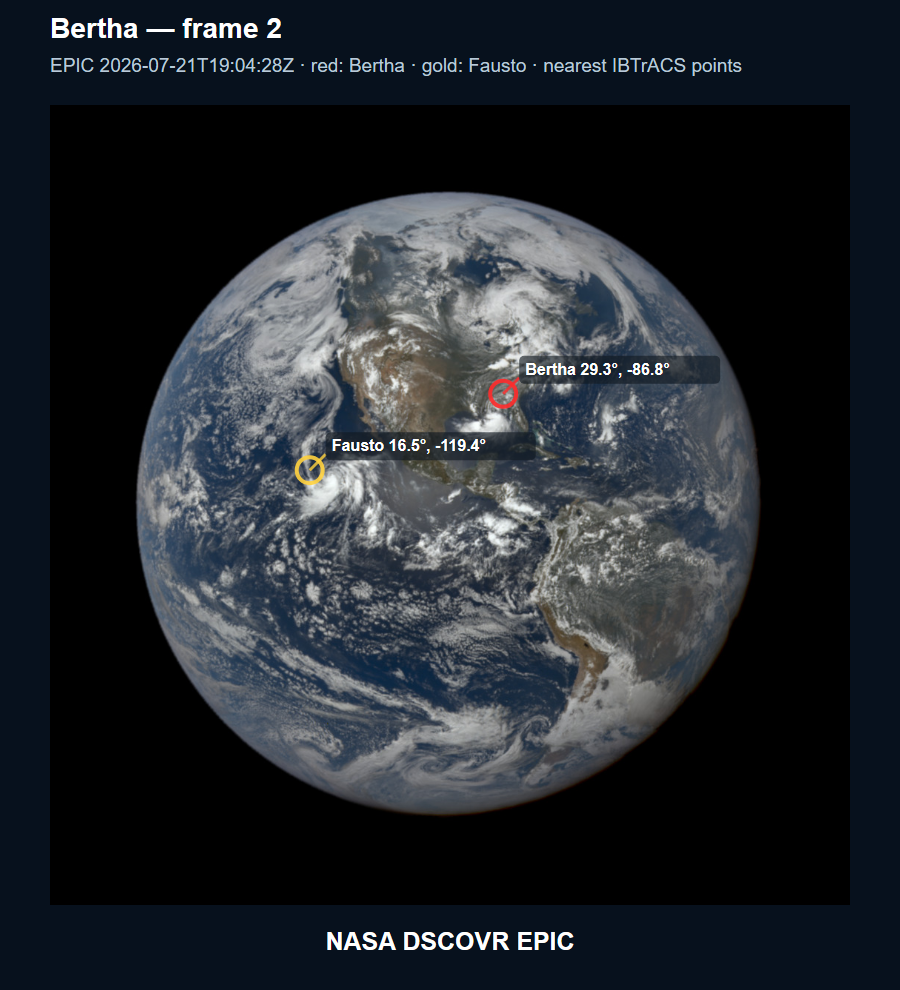 Bertha — frame 2
EPIC 2026-07-21T19:04:28Z · red: Bertha · gold: Fausto · nearest IBTrACS points
Bertha 29.3°, -86.8°
Fausto 16.5°, -119.4°
NASA DSCOVR EPIC